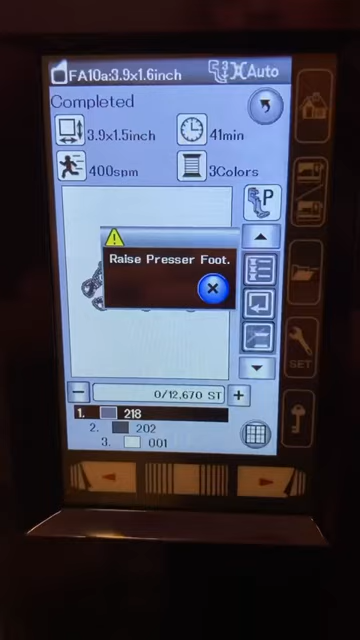 FA10a:3.9x1.6inch Auto
Completed
3.9x1.5inch 41min
400spm 3Colors
P
Raise Presser Foot.
0/12,670 ST
1. 218
2. 202
3. 001
SET